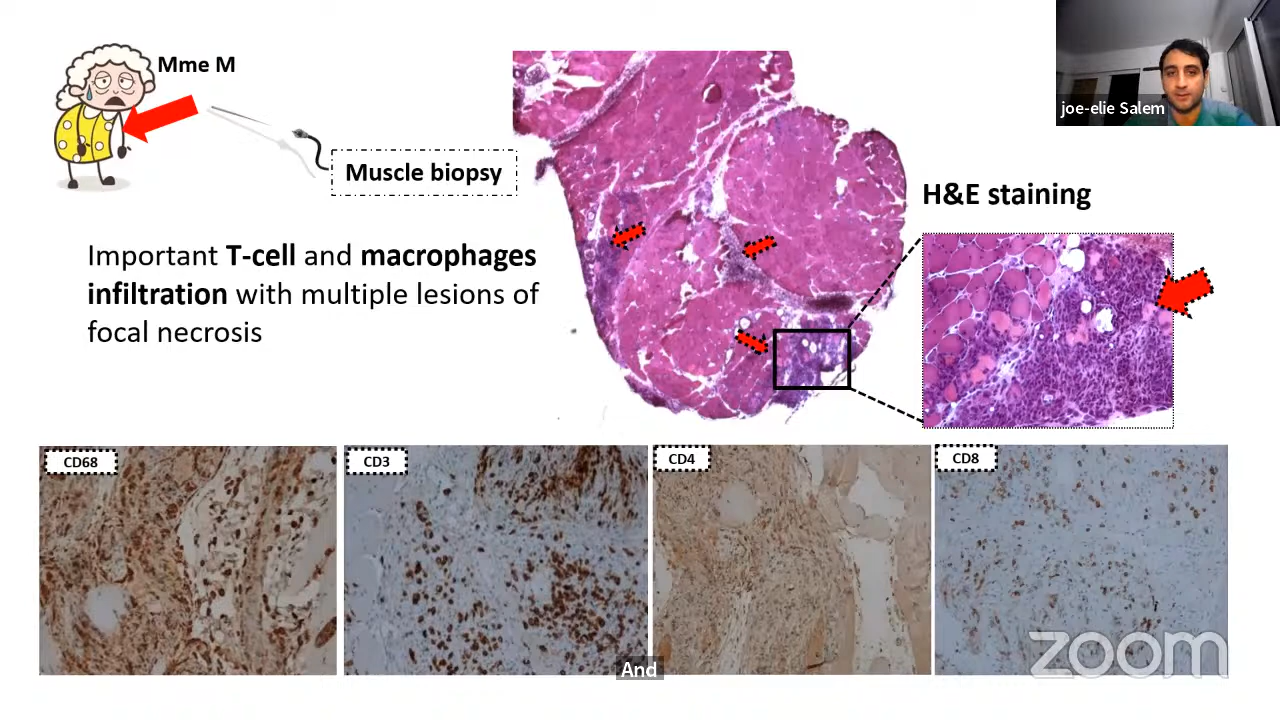 Mme M
joe-elie Salem
Muscle biopsy
H&E staining
Important T-cell and macrophages
infiltration with multiple lesions of
focal necrosis
CD68
CD3
CD4
CD8
And
zoom